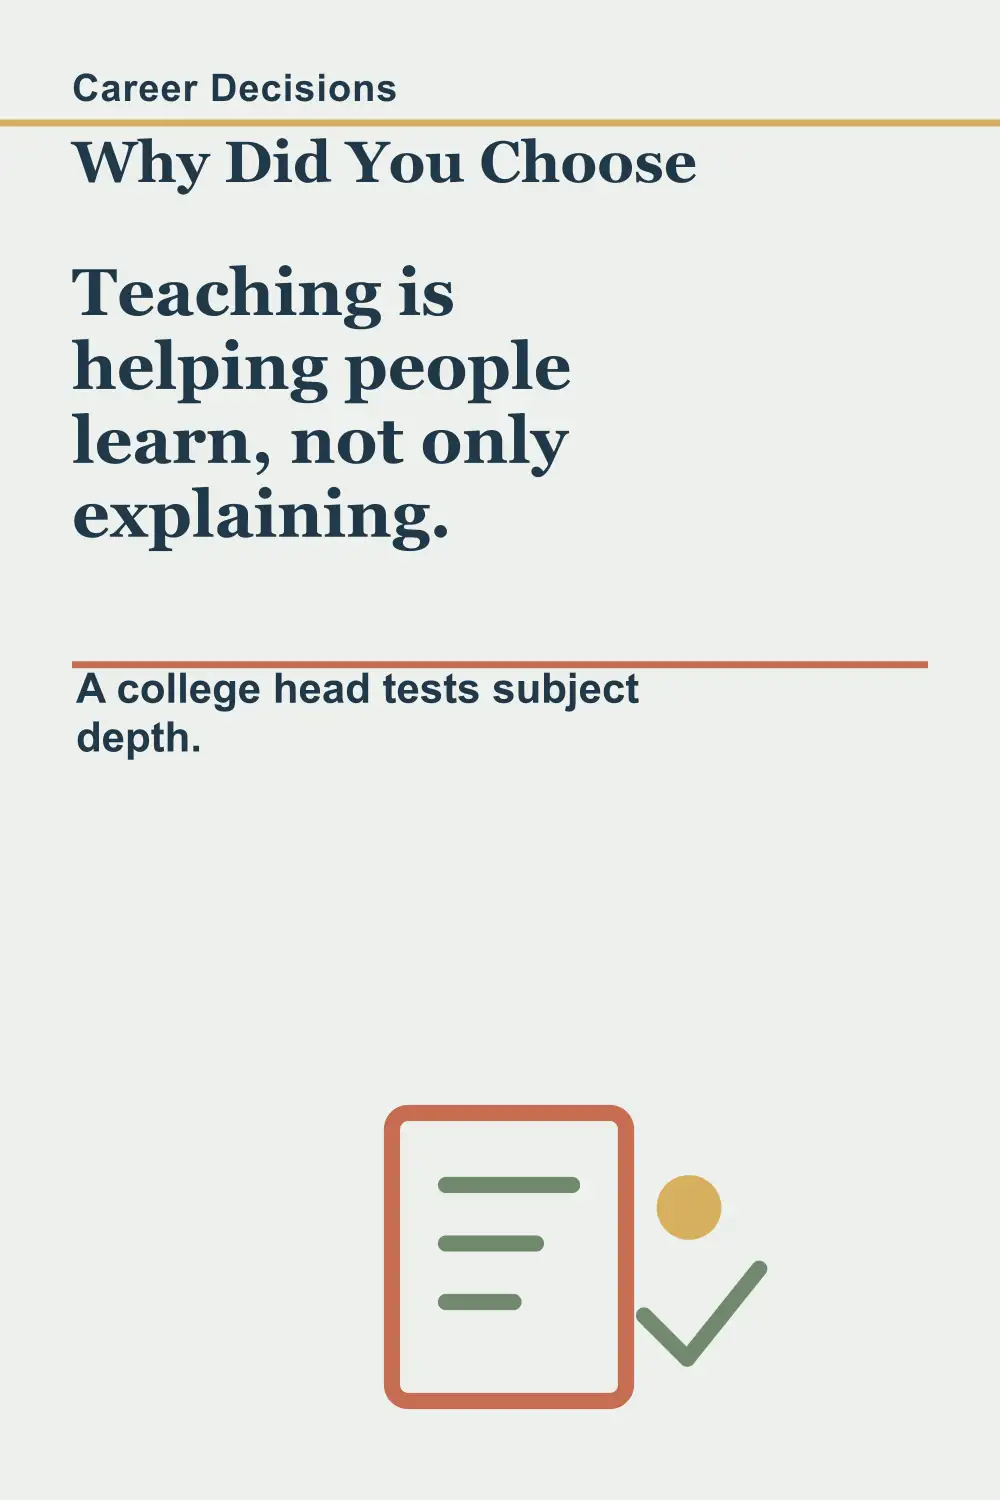 Career Decisions
Why Did You Choose
Teaching is
helping people
learn, not only
explaining.
A college head tests subject
depth.